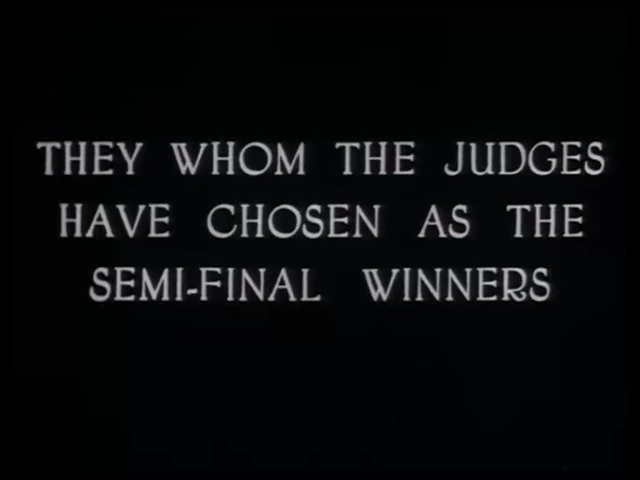 THEY WHOM THE JUDGES
HAVE CHOSEN AS THE
SEMI-FINAL WINNERS